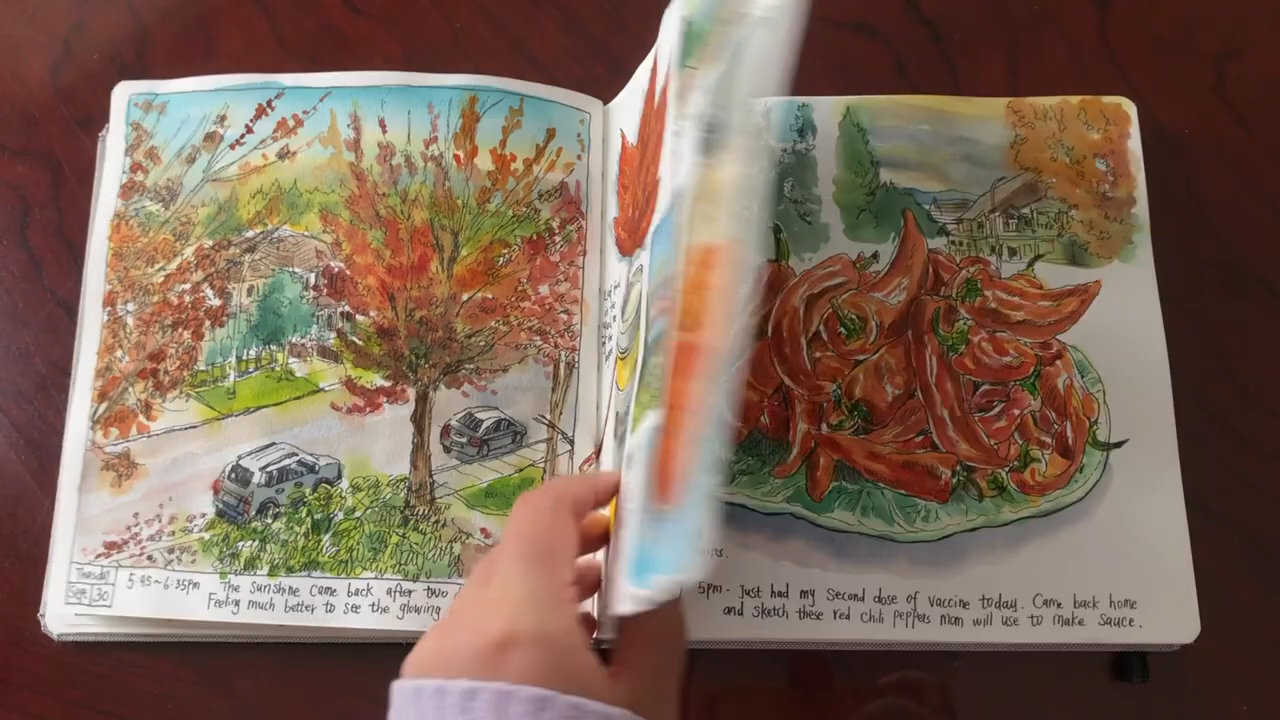 Thursday
Sept. 30
5:45~6:35pm The sunshine came back after two
Feeling much better to see the glowing
5pm - Just had my second dose of vaccine today. Came back home
and sketch these red chili peppers mom will use to make sauce.